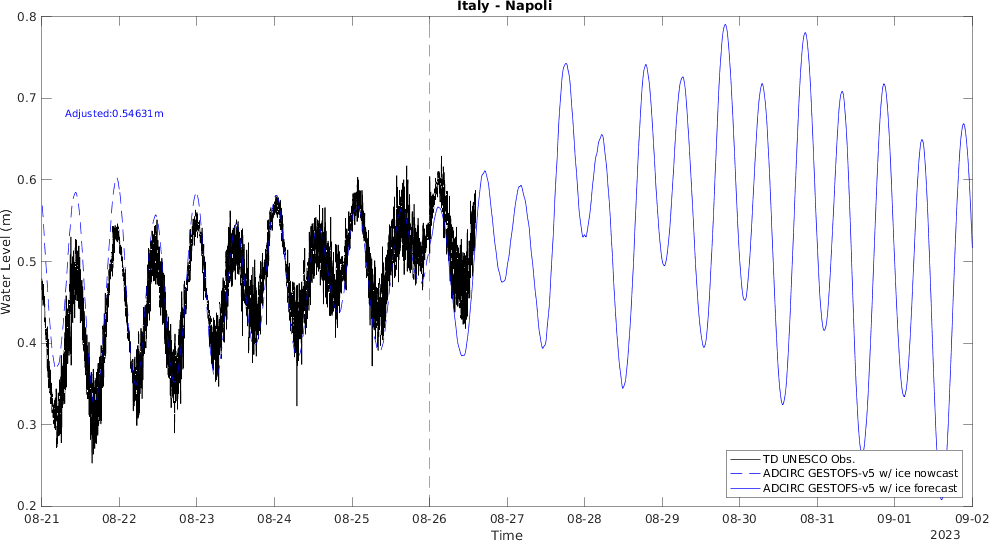 Italy - Napoli
Adjusted:0.54631m
Water Level (m)
0.8
0.7
0.6
0.5
0.4
0.3
0.2
08-21 08-22 08-23 08-24 08-25 08-26 08-27 08-28 08-29 08-30 08-31 09-01 09-02
Time
2023
TD UNESCO Obs.
ADCIRC GESTOFS-v5 w/ ice nowcast
ADCIRC GESTOFS-v5 w/ ice forecast